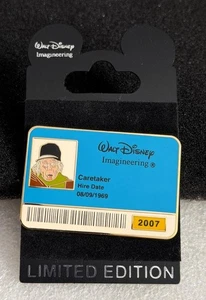 Walt Disney
Imagineering
Walt Disney
Imagineering ®
Caretaker
Hire Date
08/09/1969
2007
LIMITED EDITION